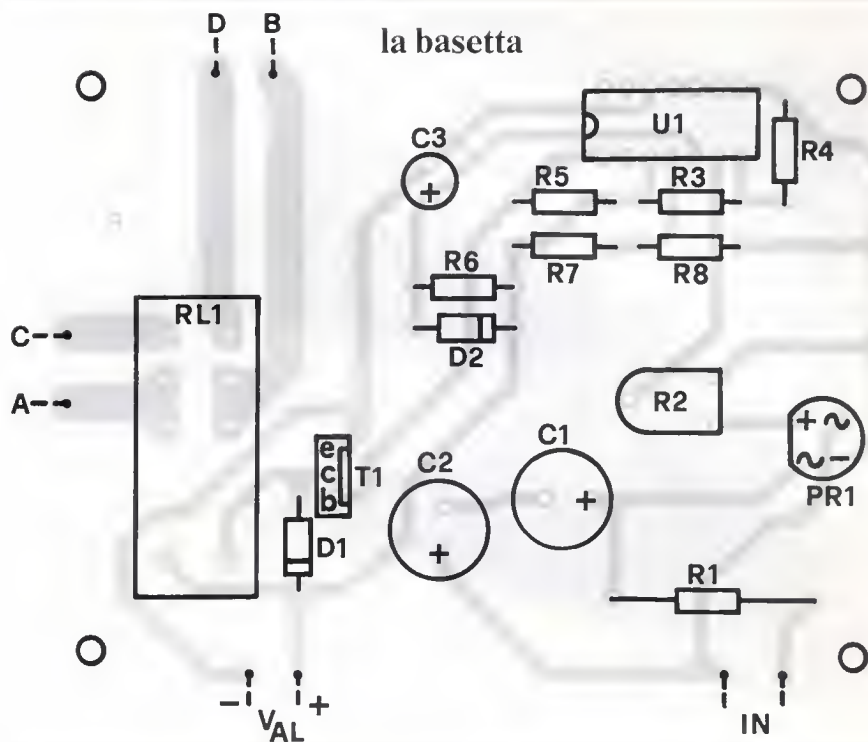 la basetta
D B
C3
U1
R4
R5 R3
R7 R8
R6
D2
RL1
C
A
R2
e
c
b
T1
C2
C1
+ ~
~ -
PR1
+
+
+
D1
R1
- VAL +
IN